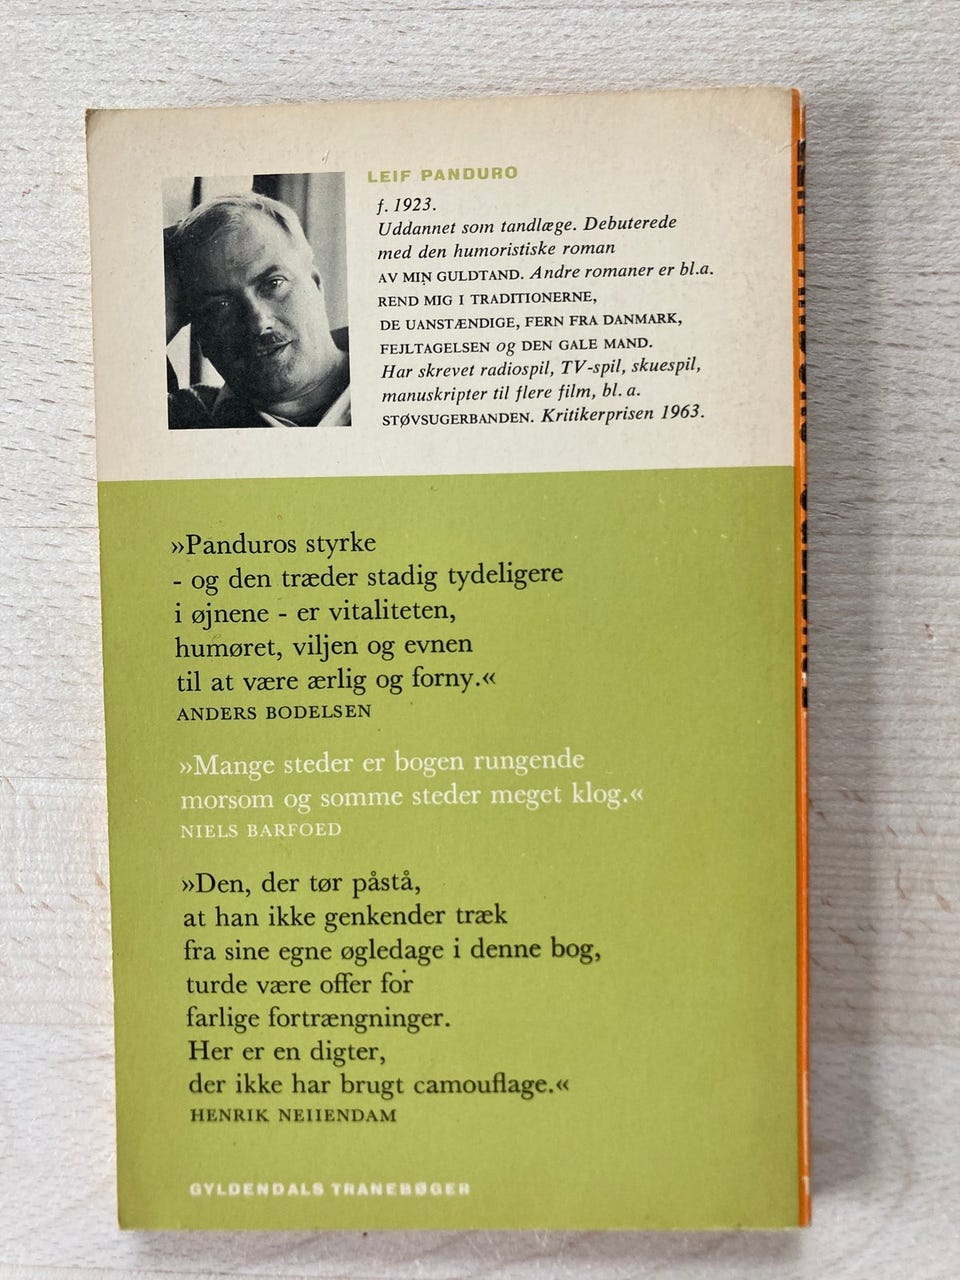 LEIF PANDURO
f. 1923.
Uddannet som tandlæge. Debuterede
med den humoristiske roman
AV MIN GULDTAND. Andre romaner er bl.a.
REND MIG I TRADITIONERNE,
DE UANSTÆNDIGE, FERN FRA DANMARK,
FEJLTAGELSEN og DEN GALE MAND.
Har skrevet radiospil, TV-spil, skuespil,
manuskripter til flere film, bl. a.
STØVSUGERBANDEN. Kritikerprisen 1963.
»Panduros styrke
- og den træder stadig tydeligere
i øjnene - er vitaliteten,
humøret, viljen og evnen
til at være ærlig og forny.«
ANDERS BODELSEN
»Mange steder er bogen rungende
morsom og somme steder meget klog.«
NIELS BARFOED
»Den, der tør påstå,
at han ikke genkender træk
fra sine egne øgledage i denne bog,
turde være offer for
farlige fortrængninger.
Her er en digter,
der ikke har brugt camouflage.«
HENRIK NEIIENDAM
GYLDENDALS TRANEBØGER